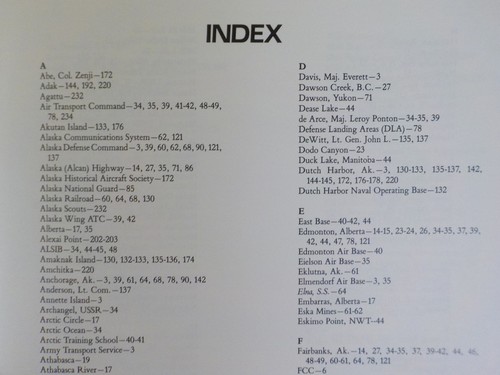 INDEX
A
Abe, Col. Zenji—172
Adak—144, 192, 220
Agattu—232
Air Transport Command—34, 35, 39, 41-42, 48-49,
78, 234
Akutan Island—133, 176
Alaska Communications System—62, 121
Alaska Defense Command—3, 39, 60, 62, 68, 90, 121,
137
Alaska (Alcan) Highway—14, 27, 35, 71, 86
Alaska Historical Aircraft Society—172
Alaska National Guard—85
Alaska Railroad—60, 64, 68, 130
Alaska Scouts—232
Alaska Wing ATC—39, 42
Alberta—17, 35
Alexai Point—202-203
ALSIB—34, 44-45, 48
Amaknak Island—130, 132-133, 135-136, 174
Amchitka—220
Anchorage, Ak.—3, 39, 61, 64, 68, 78, 90, 142
Anderson, Lt. Com.—137
Annette Island—3
Archangel, USSR—34
Arctic Circle—17
Arctic Ocean—34
Arctic Training School—40-41
Army Transport Service—3
Athabasca—19
Athabasca River—17
D
Davis, Maj. Everett—3
Dawson Creek, B.C.—27
Dawson, Yukon—71
Dease Lake—44
de Arce, Maj. Leroy Ponton—34-35, 39
Defense Landing Areas (DLA)—78
DeWitt, Lt. Gen. John L.—135, 137
Dodo Canyon—23
Duck Lake, Manitoba—44
Dutch Harbor, Ak.—3, 130-133, 135-137, 142,
144-145, 172, 176-178, 220
Dutch Harbor Naval Operating Base—132
E
East Base—40-42, 44
Edmonton, Alberta—14-15, 23-24, 26, 34-35, 37, 39,
42, 44, 47, 78, 121
Edmonton Air Base—40
Eielson Air Base—35
Eklutna, Ak.—61
Elmendorf Air Base—3, 35
Elna, S.S.—64
Embarras, Alberta—17
Eska Mines—61-62
Eskimo Point, NWT—44
F
Fairbanks, Ak.—14, 27, 34-35, 37, 39-42, 44, 46,
48-49, 60-61, 64, 78, 121
FCC—6